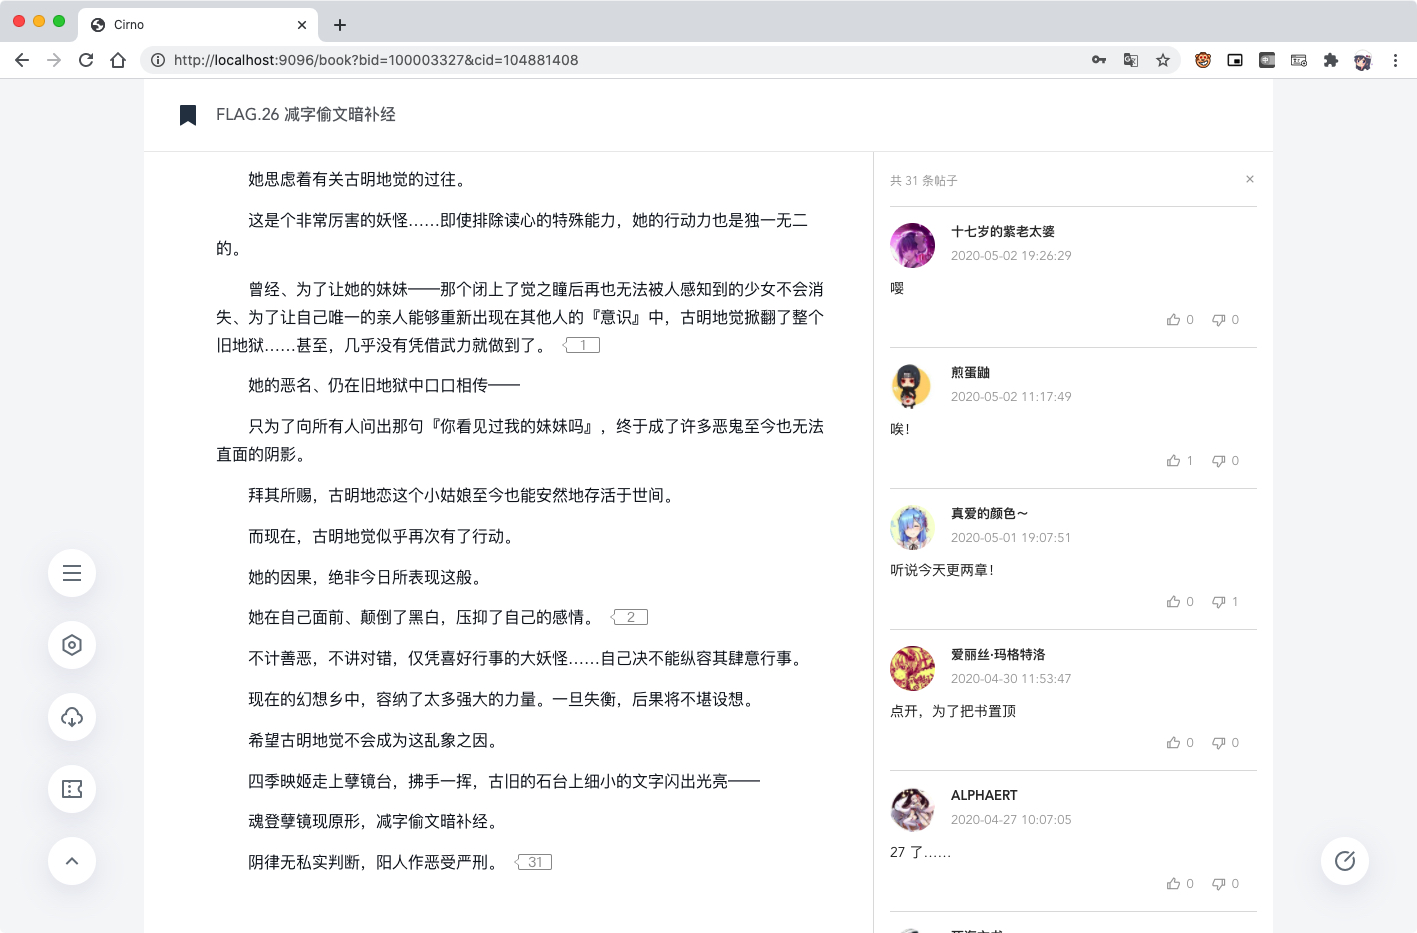 Cirno
http://localhost:9096/book?bid=100003327&cid=104881408
FLAG.26 减字偷文暗补经
她思虑着有关古明地觉的过往。
这是个非常厉害的妖怪……即使排除读心的特殊能力，她的行动力也是独一无二
的。
曾经、为了让她的妹妹——那个闭上了觉之瞳后再也无法被人感知到的少女不会消
失、为了让自己唯一的亲人能够重新出现在其他人的『意识』中，古明地觉掀翻了整个
旧地狱……甚至，几乎没有凭借武力就做到了。 1
她的恶名、仍在旧地狱中口口相传——
只为了向所有人问出那句『你看见过我的妹妹吗』，终于成了许多恶鬼至今也无法
直面的阴影。
拜其所赐，古明地恋这个小姑娘至今也能安然地存活于世间。
而现在，古明地觉似乎再次有了行动。
她的因果，绝非今日所表现这般。
她在自己面前、颠倒了黑白，压抑了自己的感情。 2
不计善恶，不讲对错，仅凭喜好行事的大妖怪……自己决不能纵容其肆意行事。
现在的幻想乡中，容纳了太多强大的力量。一旦失衡，后果将不堪设想。
希望古明地觉不会成为这乱象之因。
四季映姬走上孽镜台，拂手一挥，古旧的石台上细小的文字闪出光亮——
魂登孽镜现原形，减字偷文暗补经。
阴律无私实判断，阳人作恶受严刑。 31
共 31 条帖子
十七岁的紫老太婆
2020-05-02 19:26:29
嘤
0 0
煎蛋鼬
2020-05-02 11:17:49
唉！
1 0
真爱的颜色～
2020-05-01 19:07:51
听说今天更两章！
0 1
爱丽丝·玛格特洛
2020-04-30 11:53:47
点开，为了把书置顶
0 0
ALPHAERT
2020-04-27 10:07:05
27 了……
0 0